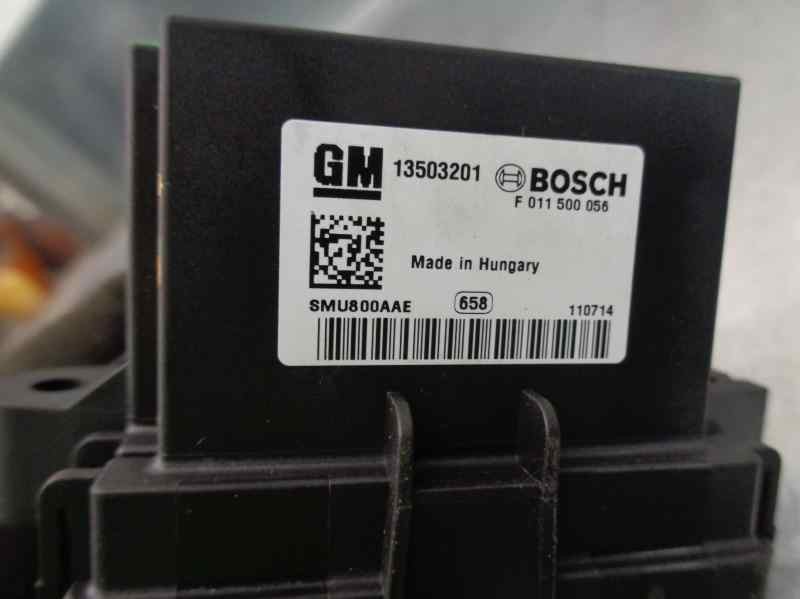 GM 13503201 BOSCH
F 011 500 056
Made in Hungary
SMU800AAE 658 110714